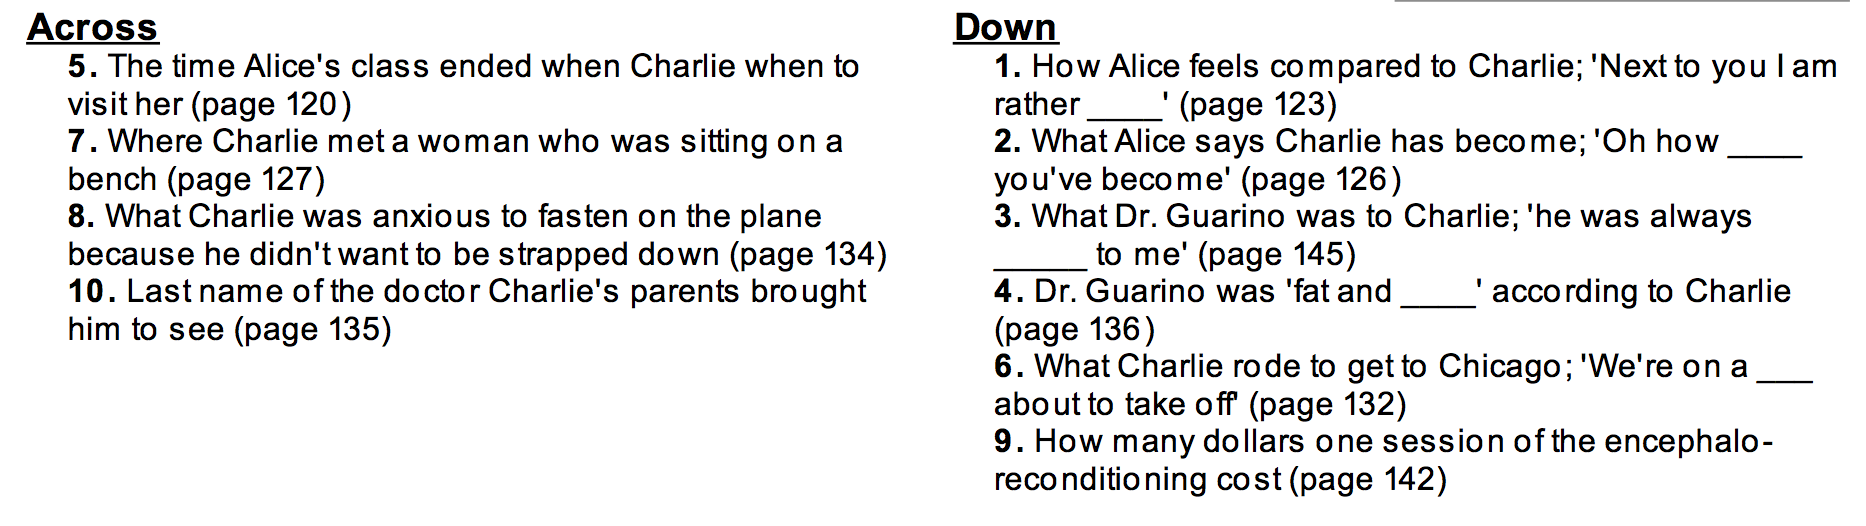 Across
5. The time Alice's class ended when Charlie when to
visit her (page 120)
7. Where Charlie met a woman who was sitting on a
bench (page 127)
8. What Charlie was anxious to fasten on the plane
because he didn't want to be strapped down (page 134)
10. Last name of the doctor Charlie's parents brought
him to see (page 135)
Down
1. How Alice feels compared to Charlie; 'Next to you I am
rather ____' (page 123)
2. What Alice says Charlie has become; 'Oh how ____
you've become' (page 126)
3. What Dr. Guarino was to Charlie; 'he was always
_____ to me' (page 145)
4. Dr. Guarino was 'fat and ____' according to Charlie
(page 136)
6. What Charlie rode to get to Chicago; 'We're on a ___
about to take off' (page 132)
9. How many dollars one session of the encephalo-
reconditioning cost (page 142)